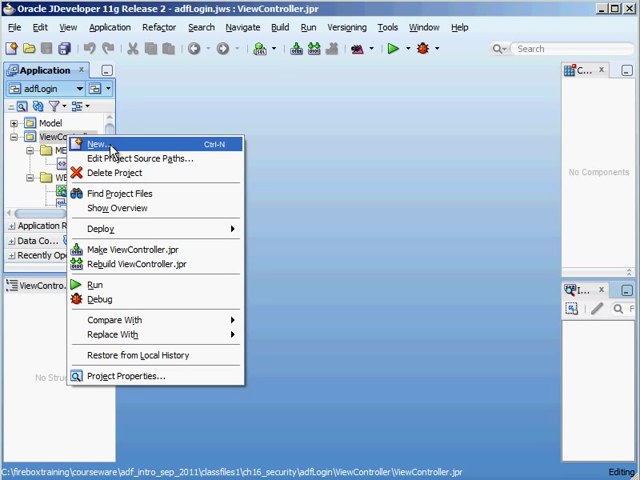 Oracle JDeveloper 11g Release 2 - adfLogin.jws : ViewController.jpr
File Edit View Application Refactor Search Navigate Build Run Versioning Tools Window Help
Search
Application
C...
adfLogin
Model
New... Ctrl-N
Edit Project Source Paths...
Delete Project
Find Project Files
Show Overview
Deploy
Make ViewController.jpr
Rebuild ViewController.jpr
Run
Debug
Compare With
Replace With
Restore from Local History
Project Properties...
Application R
Data Co...
Recently Ope
ViewContro.
No Components
I...
No Stru
C:\fireboxtraining\courseware\adf_intro_sep_2011\classfiles1\ch16_security\adfLogin\ViewController\ViewController.jpr
Editing